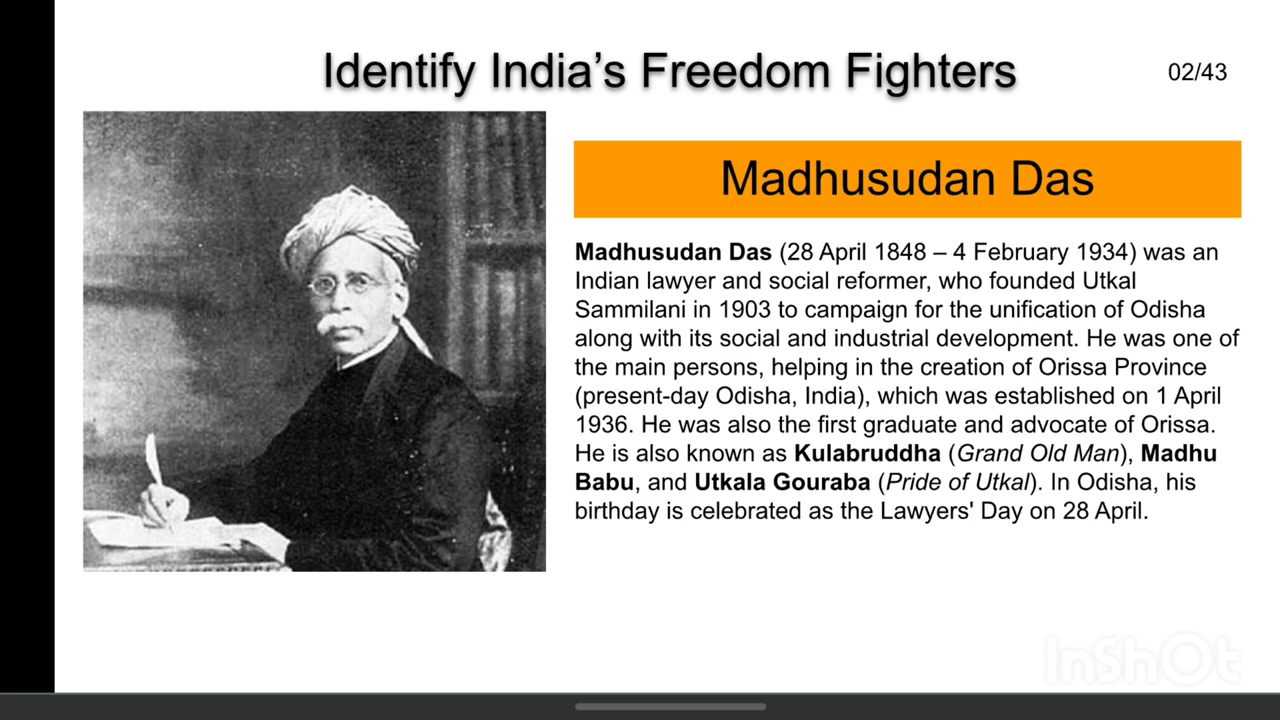 Identify India’s Freedom Fighters
02/43
Madhusudan Das
Madhusudan Das (28 April 1848 – 4 February 1934) was an
Indian lawyer and social reformer, who founded Utkal
Sammilani in 1903 to campaign for the unification of Odisha
along with its social and industrial development. He was one of
the main persons, helping in the creation of Orissa Province
(present-day Odisha, India), which was established on 1 April
1936. He was also the first graduate and advocate of Orissa.
He is also known as Kulabruddha (Grand Old Man), Madhu
Babu, and Utkala Gouraba (Pride of Utkal). In Odisha, his
birthday is celebrated as the Lawyers' Day on 28 April.
InShOt